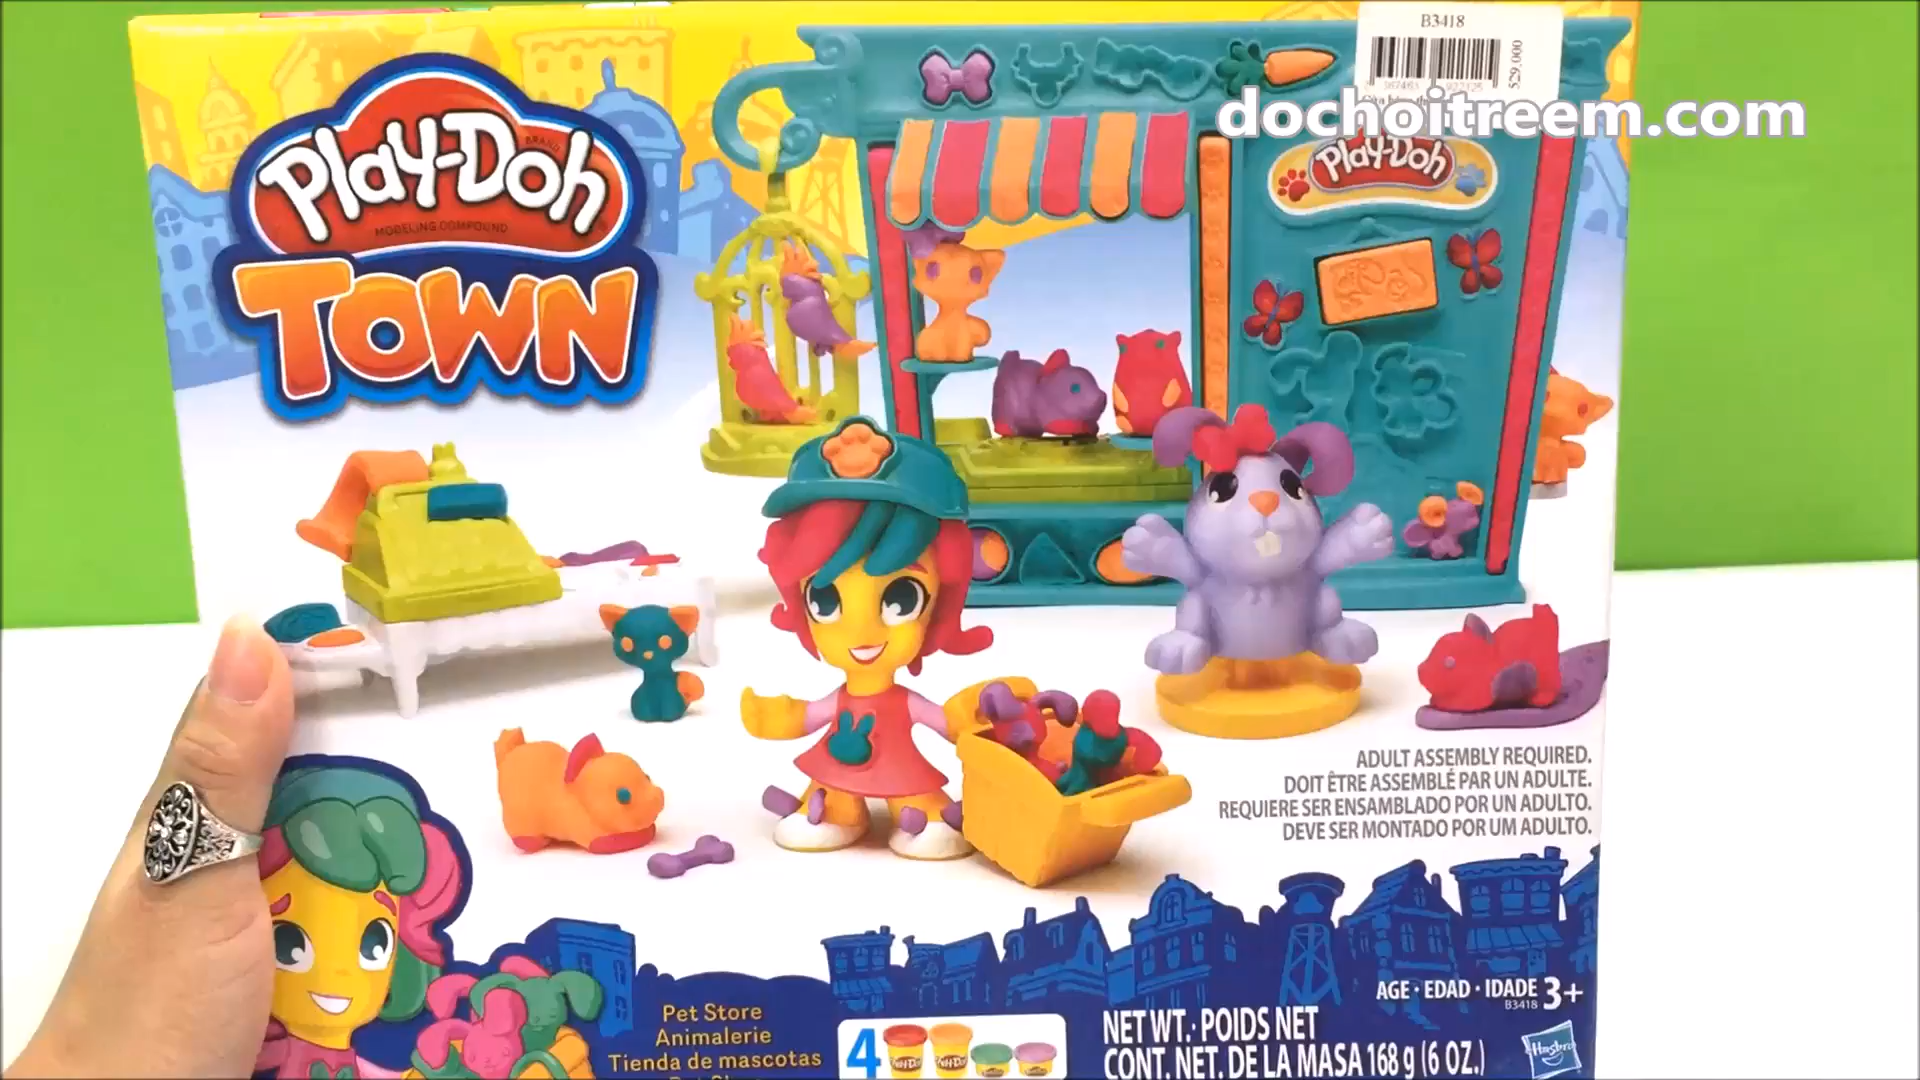 B3418
529.000
dochoitreem.com
Play-Doh
BRAND
MODELING COMPOUND
TOWN
Play-Doh
ADULT ASSEMBLY REQUIRED.
DOIT ÊTRE ASSEMBLÉ PAR UN ADULTE.
REQUIERE SER ENSAMBLADO POR UN ADULTO.
DEVE SER MONTADO POR UM ADULTO.
AGE · EDAD · IDADE 3+
B3418
Pet Store
Animalerie
Tienda de mascotas
4
NET WT. · POIDS NET
CONT. NET. DE LA MASA 168 g (6 OZ.)
Hasbro